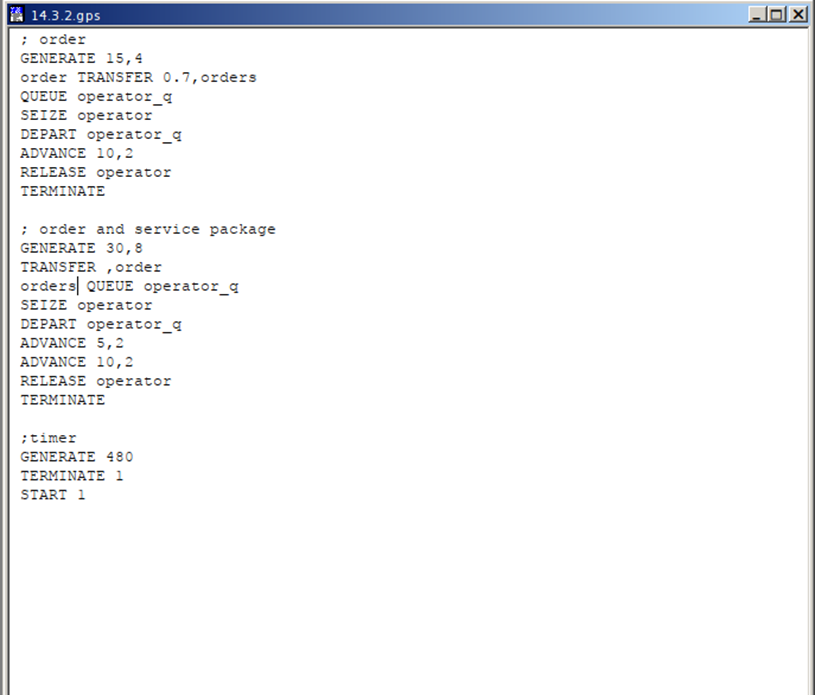 14.3.2.gps
; order
GENERATE 15,4
order TRANSFER 0.7,orders
QUEUE operator_q
SEIZE operator
DEPART operator_q
ADVANCE 10,2
RELEASE operator
TERMINATE
; order and service package
GENERATE 30,8
TRANSFER ,order
orders QUEUE operator_q
SEIZE operator
DEPART operator_q
ADVANCE 5,2
ADVANCE 10,2
RELEASE operator
TERMINATE
;timer
GENERATE 480
TERMINATE 1
START 1